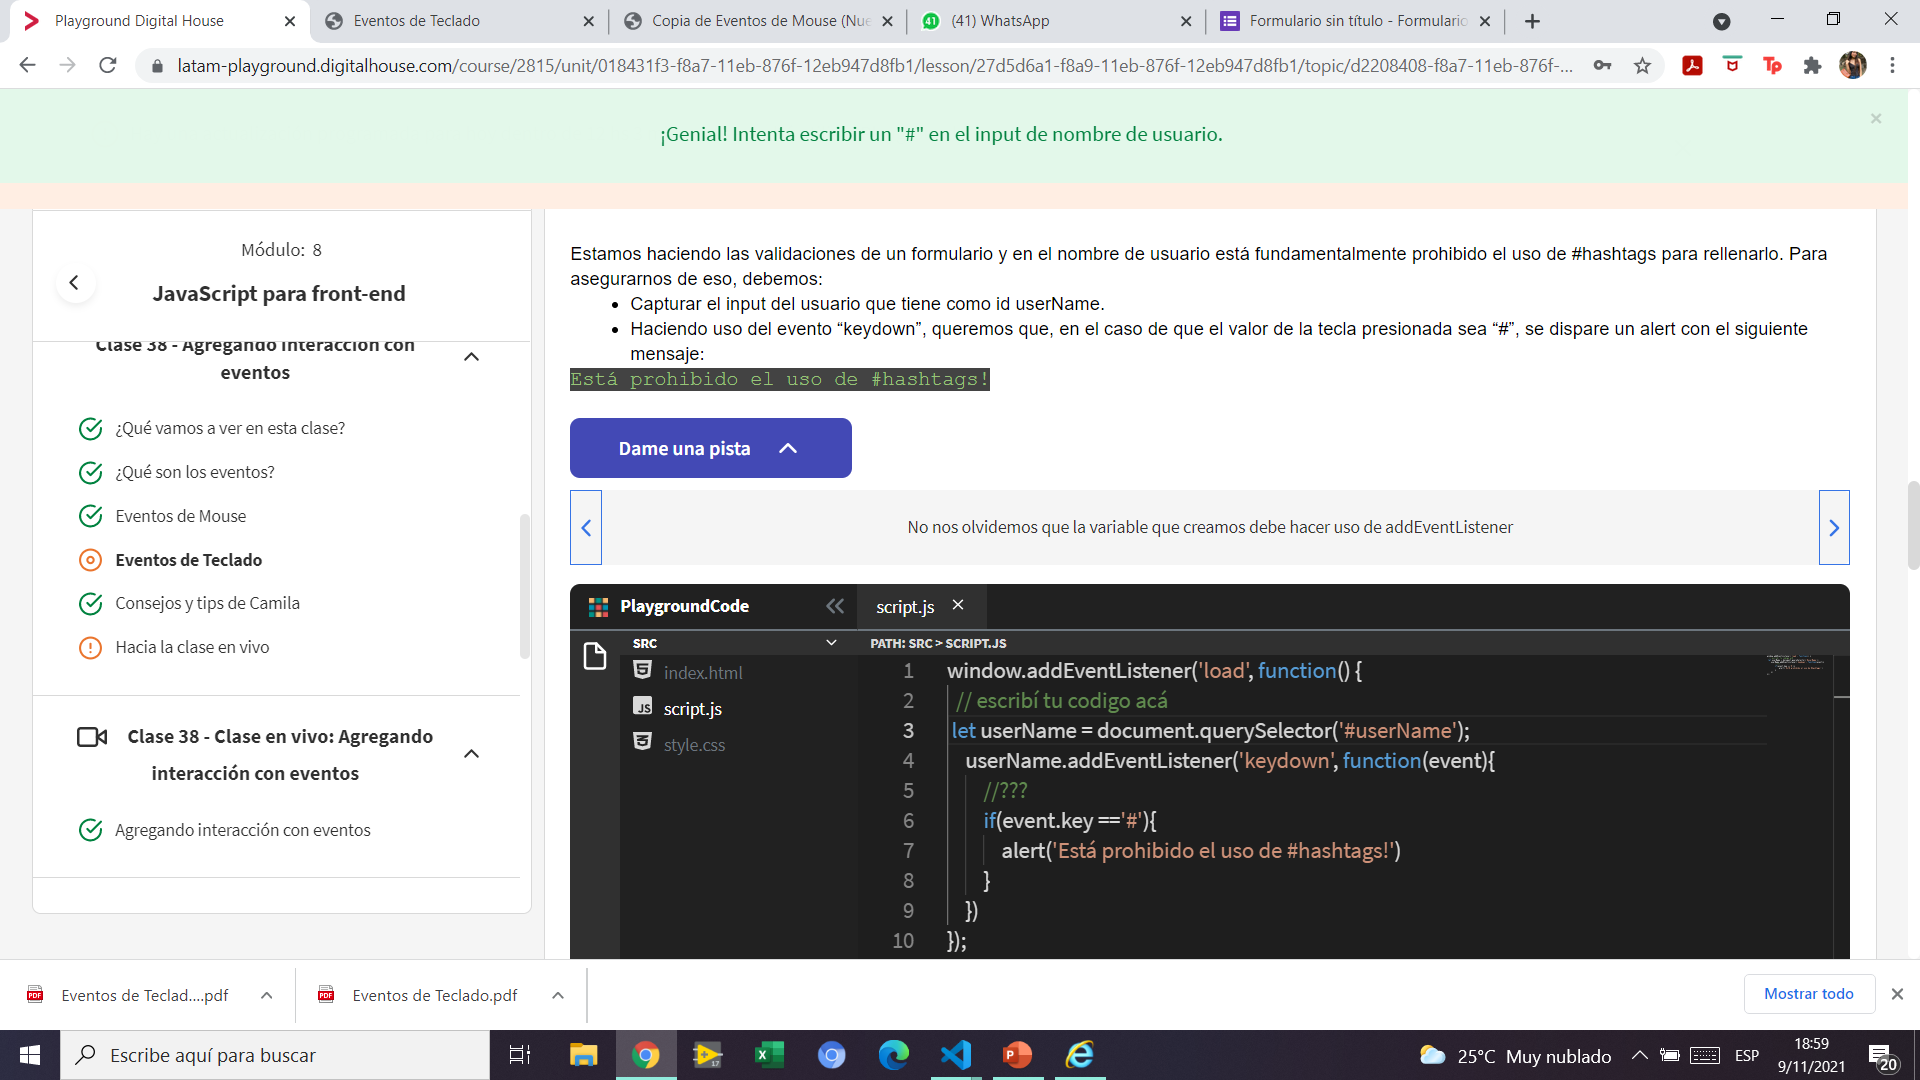 Playground Digital House
Eventos de Teclado
Copia de Eventos de Mouse (Nue
(41) WhatsApp
Formulario sin título - Formulario
latam-playground.digitalhouse.com/course/2815/unit/018431f3-f8a7-11eb-876f-12eb947d8fb1/lesson/27d5d6a1-f8a9-11eb-876f-12eb947d8fb1/topic/d2208408-f8a7-11eb-876f-...
¡Genial! Intenta escribir un "#" en el input de nombre de usuario.
Módulo: 8
JavaScript para front-end
Clase 38 - Agregando interacción con
eventos
¿Qué vamos a ver en esta clase?
¿Qué son los eventos?
Eventos de Mouse
Eventos de Teclado
Consejos y tips de Camila
Hacia la clase en vivo
Clase 38 - Clase en vivo: Agregando
interacción con eventos
Agregando interacción con eventos
Estamos haciendo las validaciones de un formulario y en el nombre de usuario está fundamentalmente prohibido el uso de #hashtags para rellenarlo. Para
asegurarnos de eso, debemos:
• Capturar el input del usuario que tiene como id userName.
• Haciendo uso del evento “keydown”, queremos que, en el caso de que el valor de la tecla presionada sea “#”, se dispare un alert con el siguiente
mensaje:
Está prohibido el uso de #hashtags!
Dame una pista
No nos olvidemos que la variable que creamos debe hacer uso de addEventListener
PlaygroundCode
script.js
SRC
index.html
script.js
style.css
PATH: SRC > SCRIPT.JS
1 window.addEventListener('load', function() {
2 // escribí tu codigo acá
3 let userName = document.querySelector('#userName');
4 userName.addEventListener('keydown', function(event){
5 //???
6 if(event.key =='#'){
7 alert('Está prohibido el uso de #hashtags!')
8 }
9 })
10 });
Eventos de Teclad....pdf
Eventos de Teclado.pdf
Mostrar todo
Escribe aquí para buscar
25°C Muy nublado
ESP
18:59
9/11/2021
20